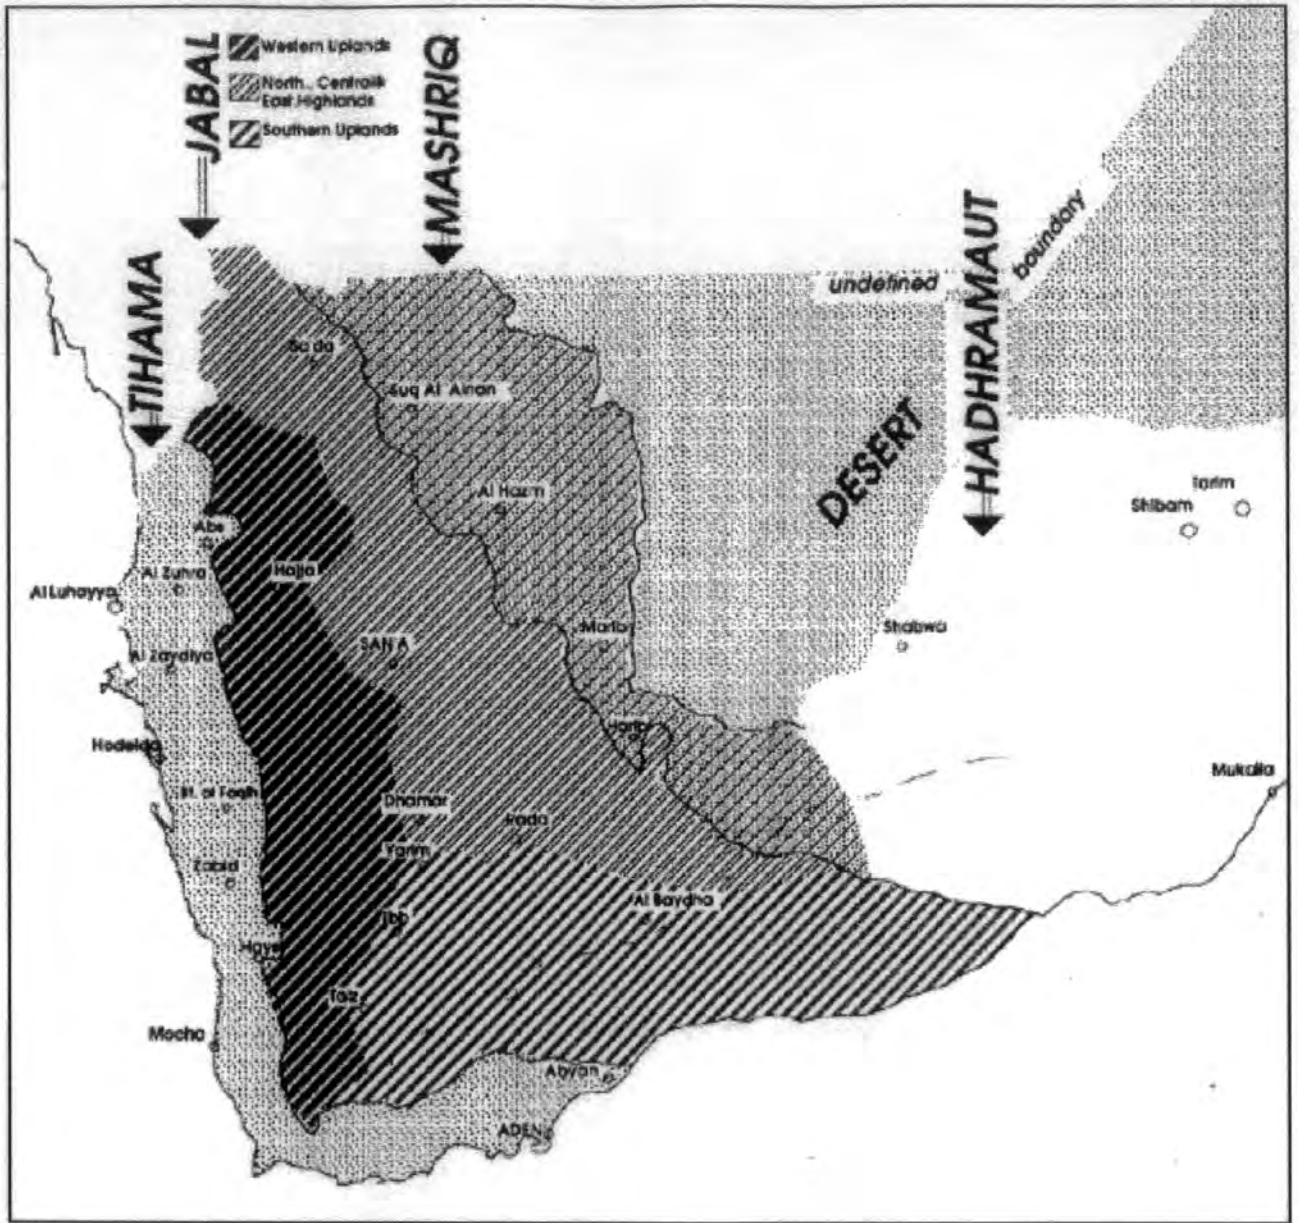 JABAL
Western Uplands
North., Central&
East Highlands
Southern Uplands
MASHRIQ
TIHAMA
HADHRAMAUT
undefined
boundary
DESERT
Sa da
Suq Al Ainan
Al Hazm
Tarim
Shibam
Abs
Al Zuhra
Hajja
Al Luhayya
SAN'A
Marib
Shabwa
Al Zaydiya
Hodeida
Harib
Mukalla
Bt. al Faqih
Dhamar
Rada
Yarim
Zabid
Al Baydha
Ibb
Hays
Taiz
Mocha
Abyan
ADEN